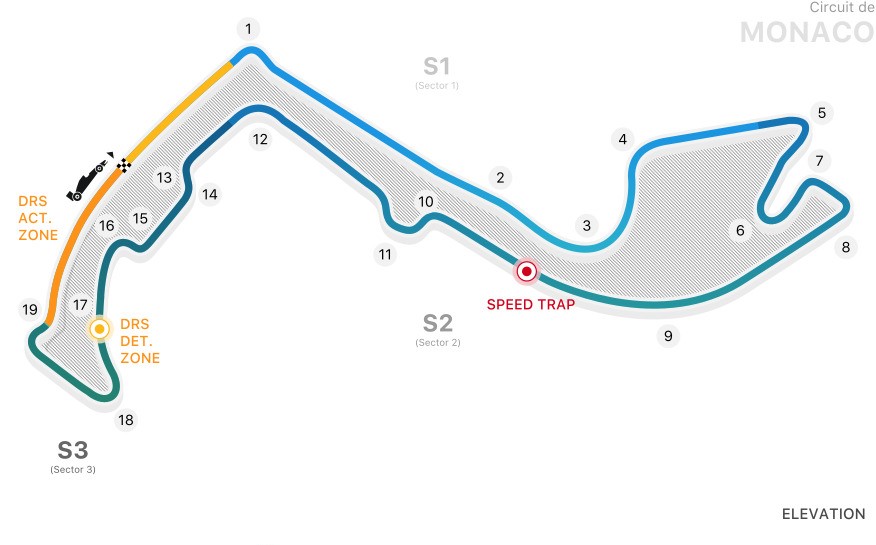 Circuit de
MONACO
1
S1
(Sector 1)
5
4
12
7
13
2
14
DRS
ACT.
ZONE
10
16
15
3
6
8
11
17
19
SPEED TRAP
DRS
DET.
ZONE
S2
(Sector 2)
9
18
S3
(Sector 3)
ELEVATION